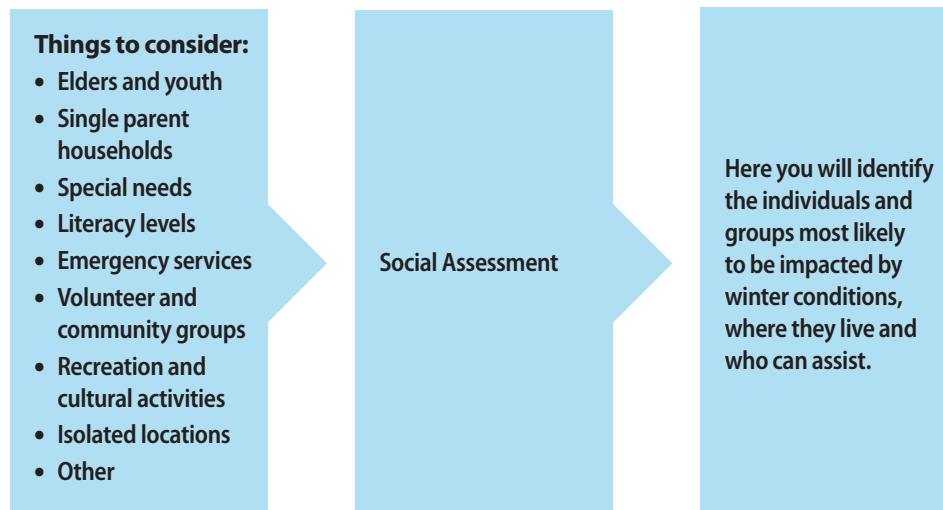 Things to consider:
• Elders and youth
• Single parent
households
• Special needs
• Literacy levels
• Emergency services
• Volunteer and
community groups
• Recreation and
cultural activities
• Isolated locations
• Other
Social Assessment
Here you will identify
the individuals and
groups most likely
to be impacted by
winter conditions,
where they live and
who can assist.